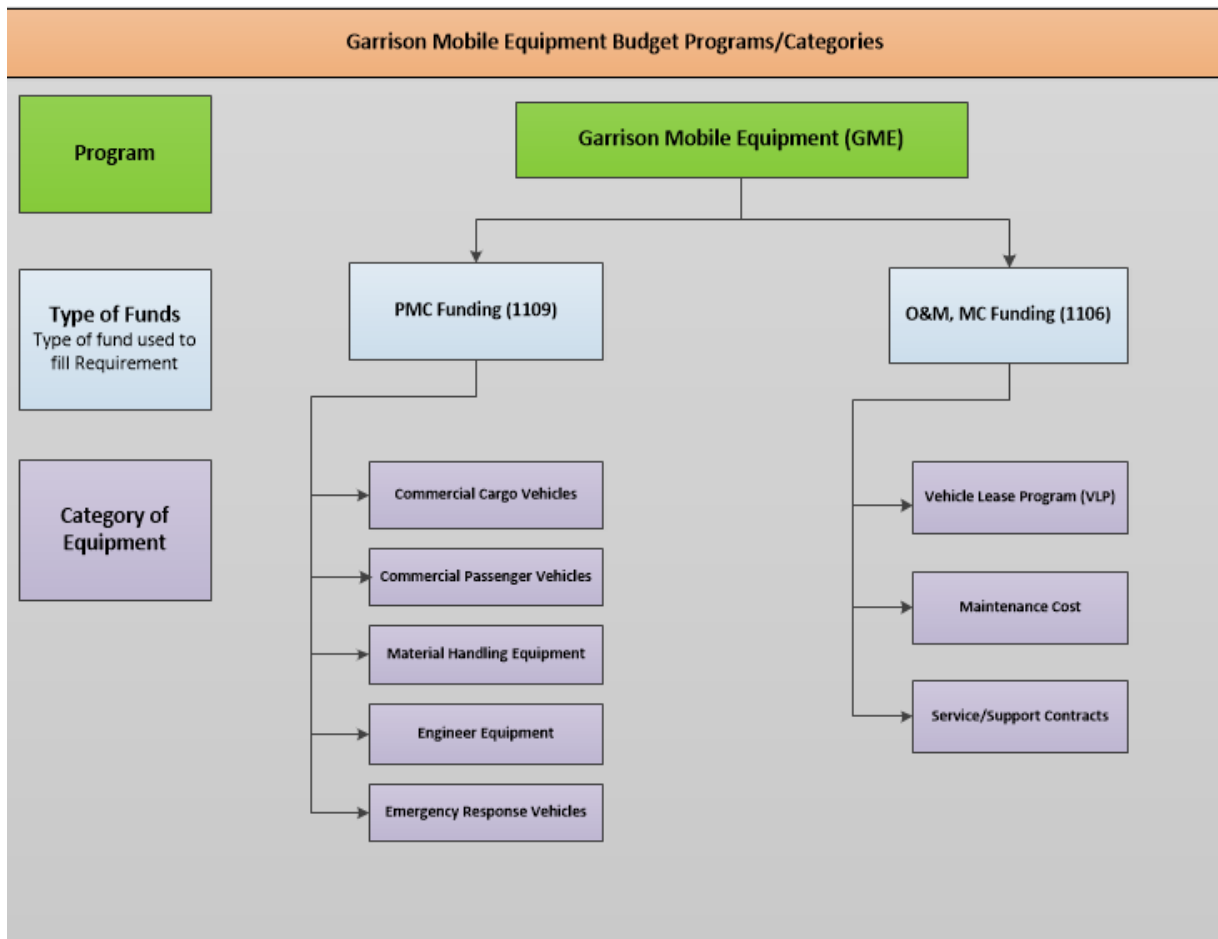 Garrison Mobile Equipment Budget Programs/Categories
Program
Garrison Mobile Equipment (GME)
Type of Funds
Type of fund used to
fill Requirement
PMC Funding (1109)
O&M, MC Funding (1106)
Category of
Equipment
Commercial Cargo Vehicles
Commercial Passenger Vehicles
Material Handling Equipment
Engineer Equipment
Emergency Response Vehicles
Vehicle Lease Program (VLP)
Maintenance Cost
Service/Support Contracts